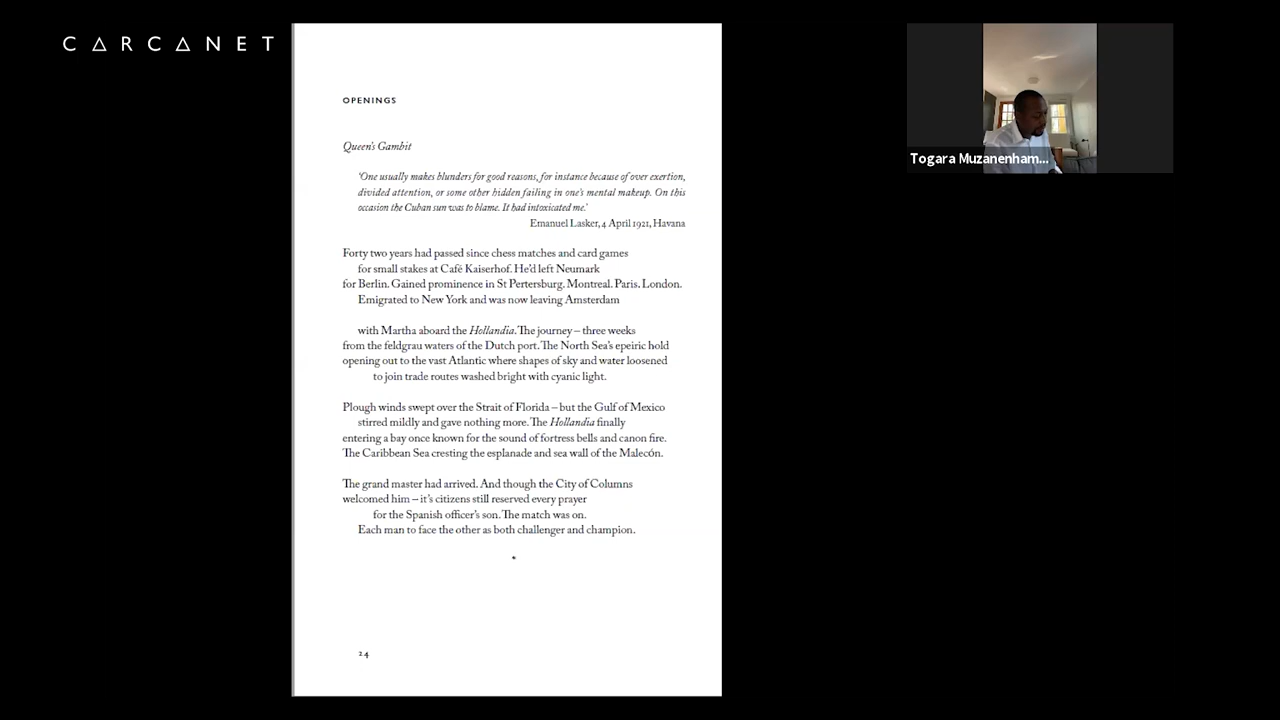 CARCANET
OPENINGS
Queen's Gambit
'One usually makes blunders for good reasons, for instance because of over exertion,
divided attention, or some other hidden failing in one's mental makeup. On this
occasion the Cuban sun was to blame. It had intoxicated me.'
Emanuel Lasker, 4 April 1921, Havana
Forty two years had passed since chess matches and card games
for small stakes at Café Kaiserhof. He'd left Neumark
for Berlin. Gained prominence in St Pertersburg. Montreal. Paris. London.
Emigrated to New York and was now leaving Amsterdam
with Martha aboard the Hollandia. The journey – three weeks
from the feldgrau waters of the Dutch port. The North Sea's epeiric hold
opening out to the vast Atlantic where shapes of sky and water loosened
to join trade routes washed bright with cyanic light.
Plough winds swept over the Strait of Florida – but the Gulf of Mexico
stirred mildly and gave nothing more. The Hollandia finally
entering a bay once known for the sound of fortress bells and canon fire.
The Caribbean Sea cresting the esplanade and sea wall of the Malecón.
The grand master had arrived. And though the City of Columns
welcomed him – it's citizens still reserved every prayer
for the Spanish officer's son. The match was on.
Each man to face the other as both challenger and champion.
*
24
Togara Muzanenham...